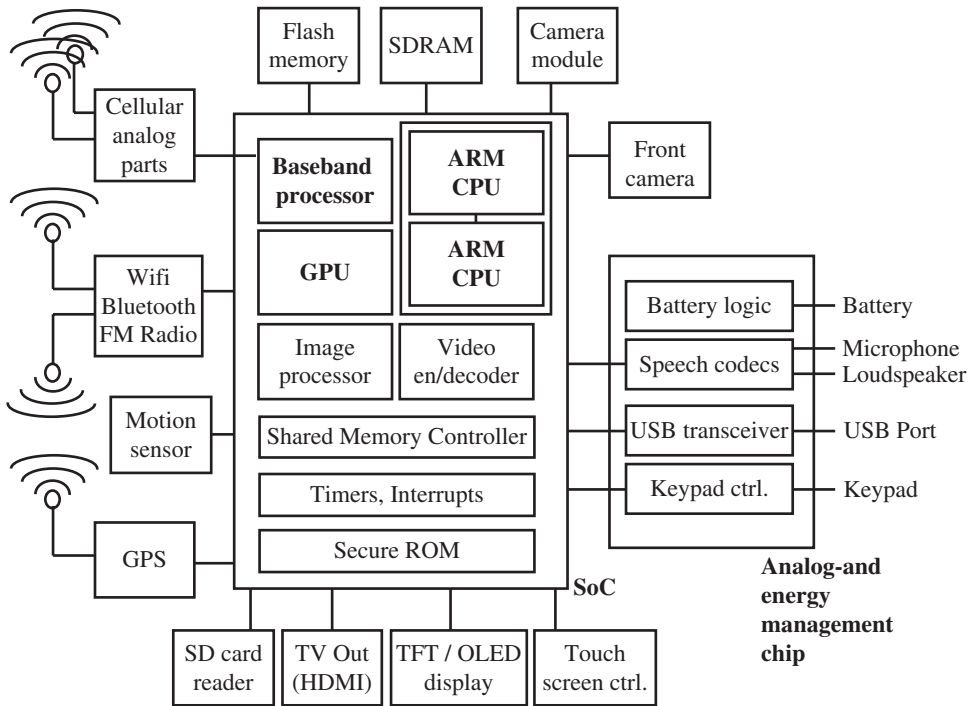 Flash
memory
SDRAM
Camera
module
Cellular
analog
parts
Baseband
processor
ARM
CPU
Front
camera
GPU
ARM
CPU
Wifi
Bluetooth
FM Radio
Battery logic
Battery
Image
processor
Video
en/decoder
Speech codecs
Microphone
Loudspeaker
Motion
sensor
Shared Memory Controller
USB transceiver
USB Port
Timers, Interrupts
Keypad ctrl.
Keypad
GPS
Secure ROM
SoC
Analog-and
energy
management
chip
SD card
reader
TV Out
(HDMI)
TFT / OLED
display
Touch
screen ctrl.